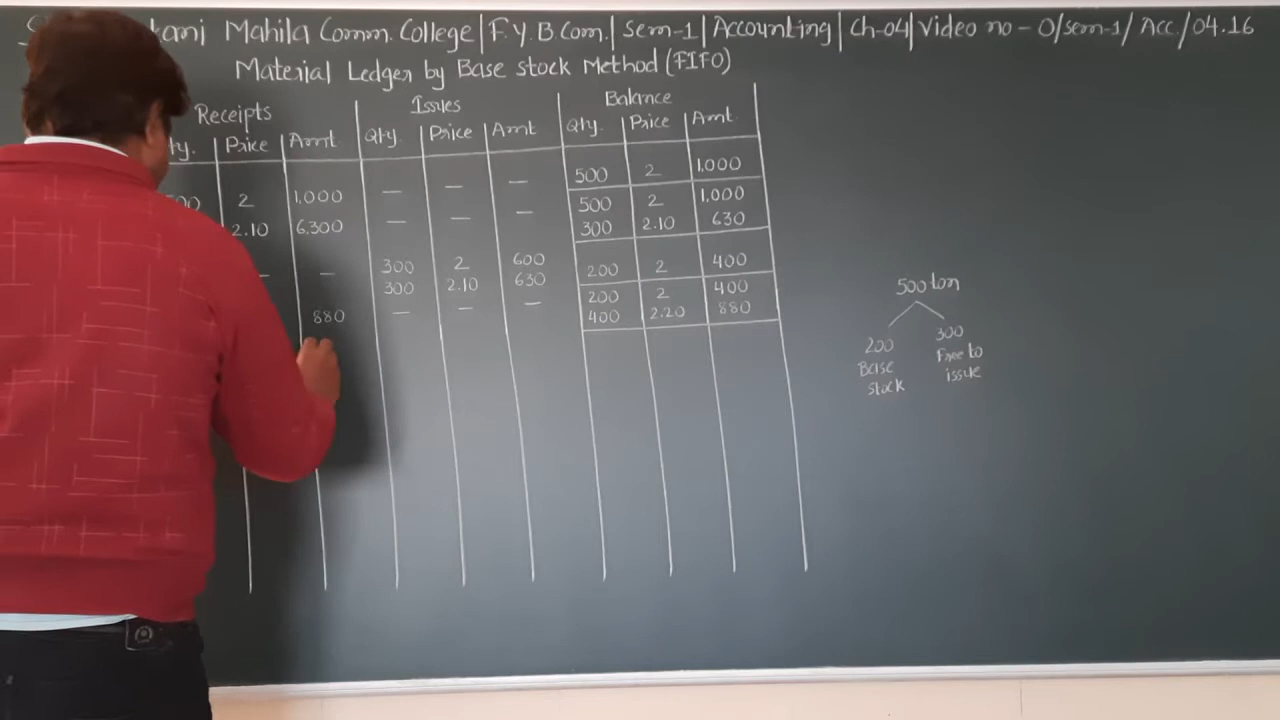 Mahila Comm. College | F.Y.B.Com. | Sem-1 | Accounting | Ch-04 | Video no - 0/sem-1/Acc./04.16
Material Ledger by Base stock Method (FIFO)
Receipts Issues Balance
Price Amt Qty. Price Amt Qty. Price Amt.
500 2 1,000
2 1,000 — — — 500 2 1,000
2.10 6,300 — — — 300 2.10 630
— — 300 2 600 200 2 400
300 2.10 630
200 2 400
880 — — — 400 2.20 880
500 ton
200 300
Base Free to
stock issue